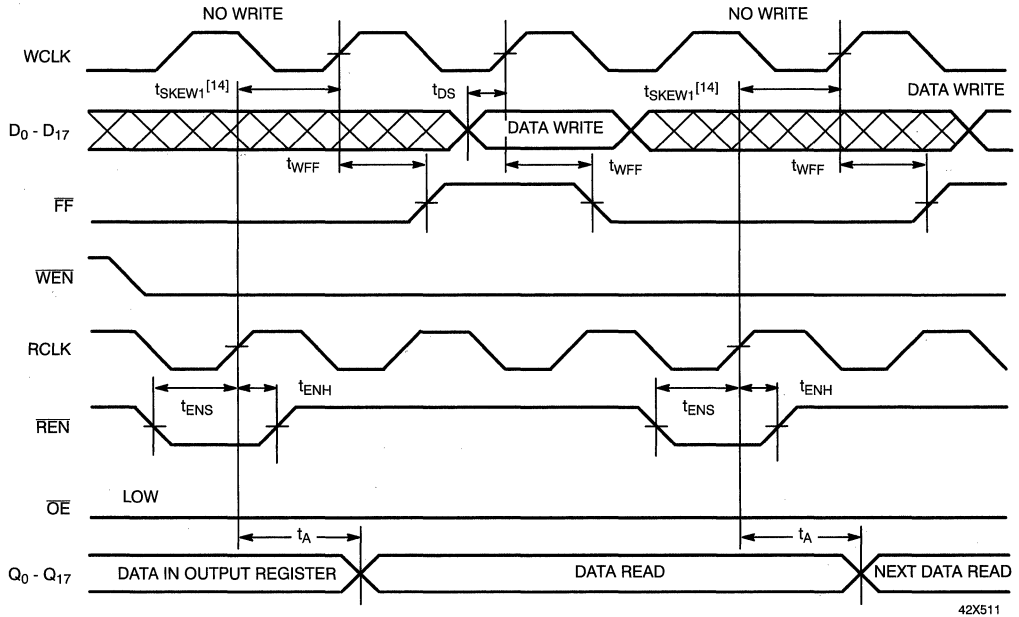 NO WRITE NO WRITE
WCLK
tSKEW1[14] tDS tSKEW1[14] DATA WRITE
D0 - D17 DATA WRITE
tWFF tWFF tWFF
FF
WEN
RCLK
tENS tENH tENS tENH
REN
LOW
OE
tA tA
Q0 - Q17 DATA IN OUTPUT REGISTER DATA READ NEXT DATA READ
42X511